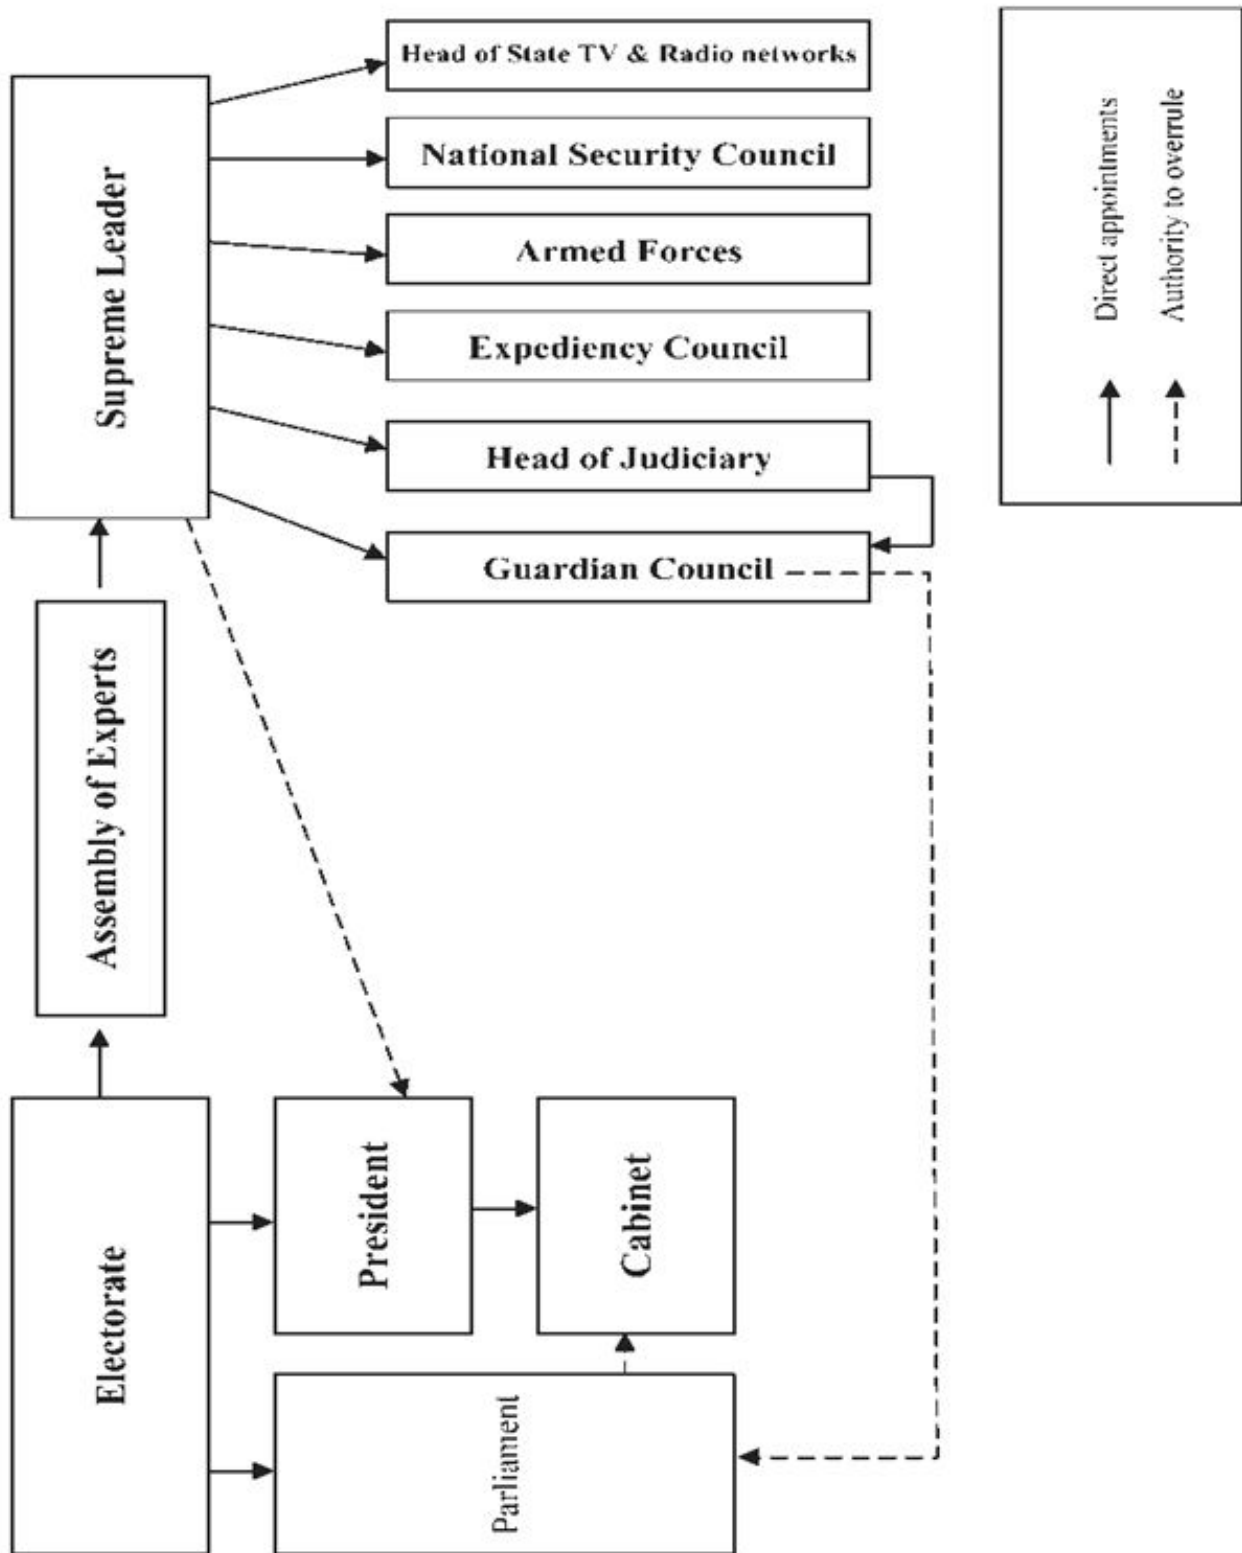 Head of State TV & Radio networks
National Security Council
Armed Forces
Expediency Council
Head of Judiciary
Guardian Council
Supreme Leader
Assembly of Experts
Electorate
President
Cabinet
Parliament
Direct appointments
Authority to overrule